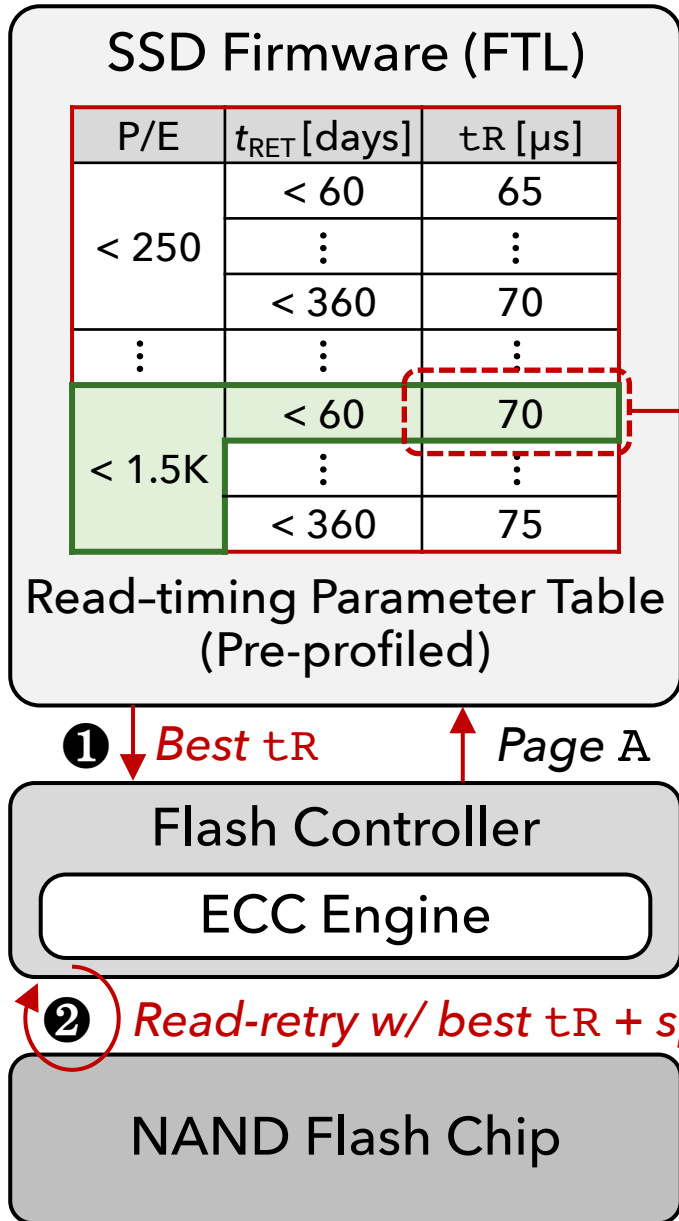 SSD Firmware (FTL)
P/E tRET [days] tR [µs]
< 60 65
< 250 ⋮ ⋮
< 360 70
⋮ ⋮ ⋮
< 60 70
< 1.5K ⋮ ⋮
< 360 75
Read-timing Parameter Table
(Pre-profiled)
❶ Best tR Page A
Flash Controller
ECC Engine
❷ Read-retry w/ best tR +
NAND Flash Chip